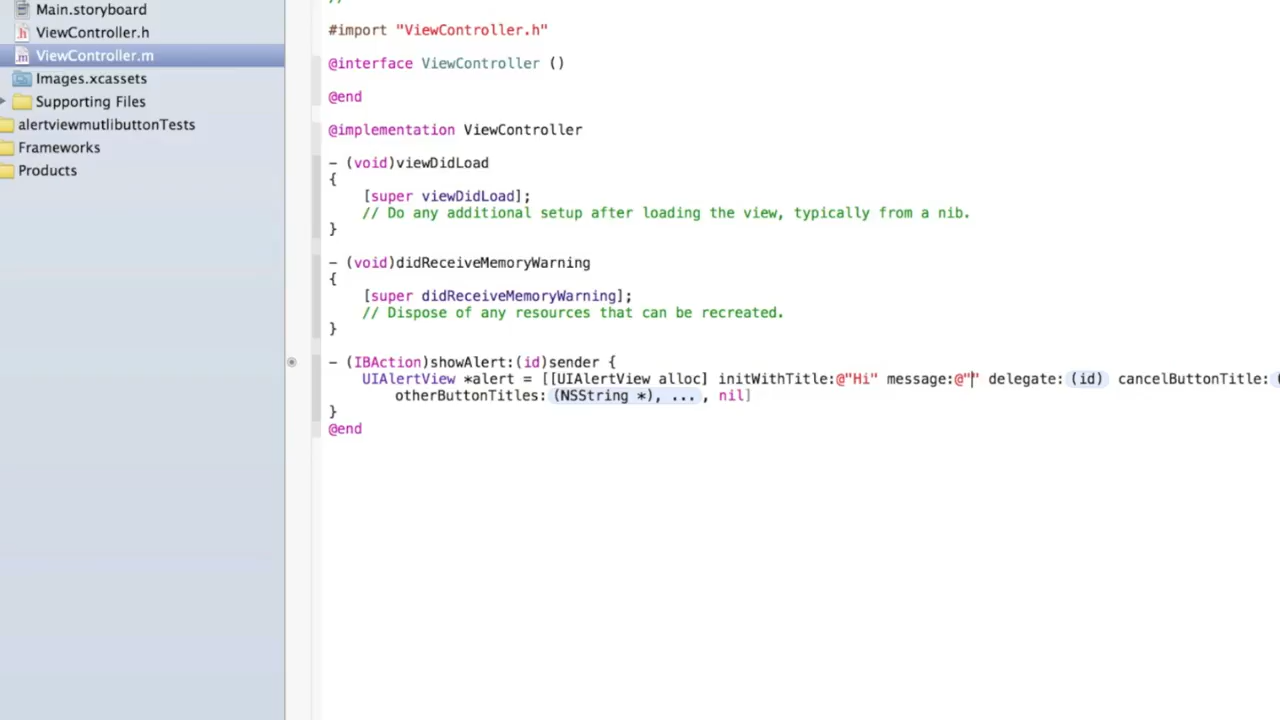 Main.storyboard
ViewController.h
ViewController.m
Images.xcassets
Supporting Files
alertviewmutlibuttonTests
Frameworks
Products
//
#import "ViewController.h"
@interface ViewController ()
@end
@implementation ViewController
- (void)viewDidLoad
{
[super viewDidLoad];
// Do any additional setup after loading the view, typically from a nib.
}
- (void)didReceiveMemoryWarning
{
[super didReceiveMemoryWarning];
// Dispose of any resources that can be recreated.
}
- (IBAction)showAlert:(id)sender {
UIAlertView *alert = [[UIAlertView alloc] initWithTitle:@"Hi" message:@"" delegate:(id) cancelButtonTitle:(
otherButtonTitles:(NSString *), ..., nil]
}
@end